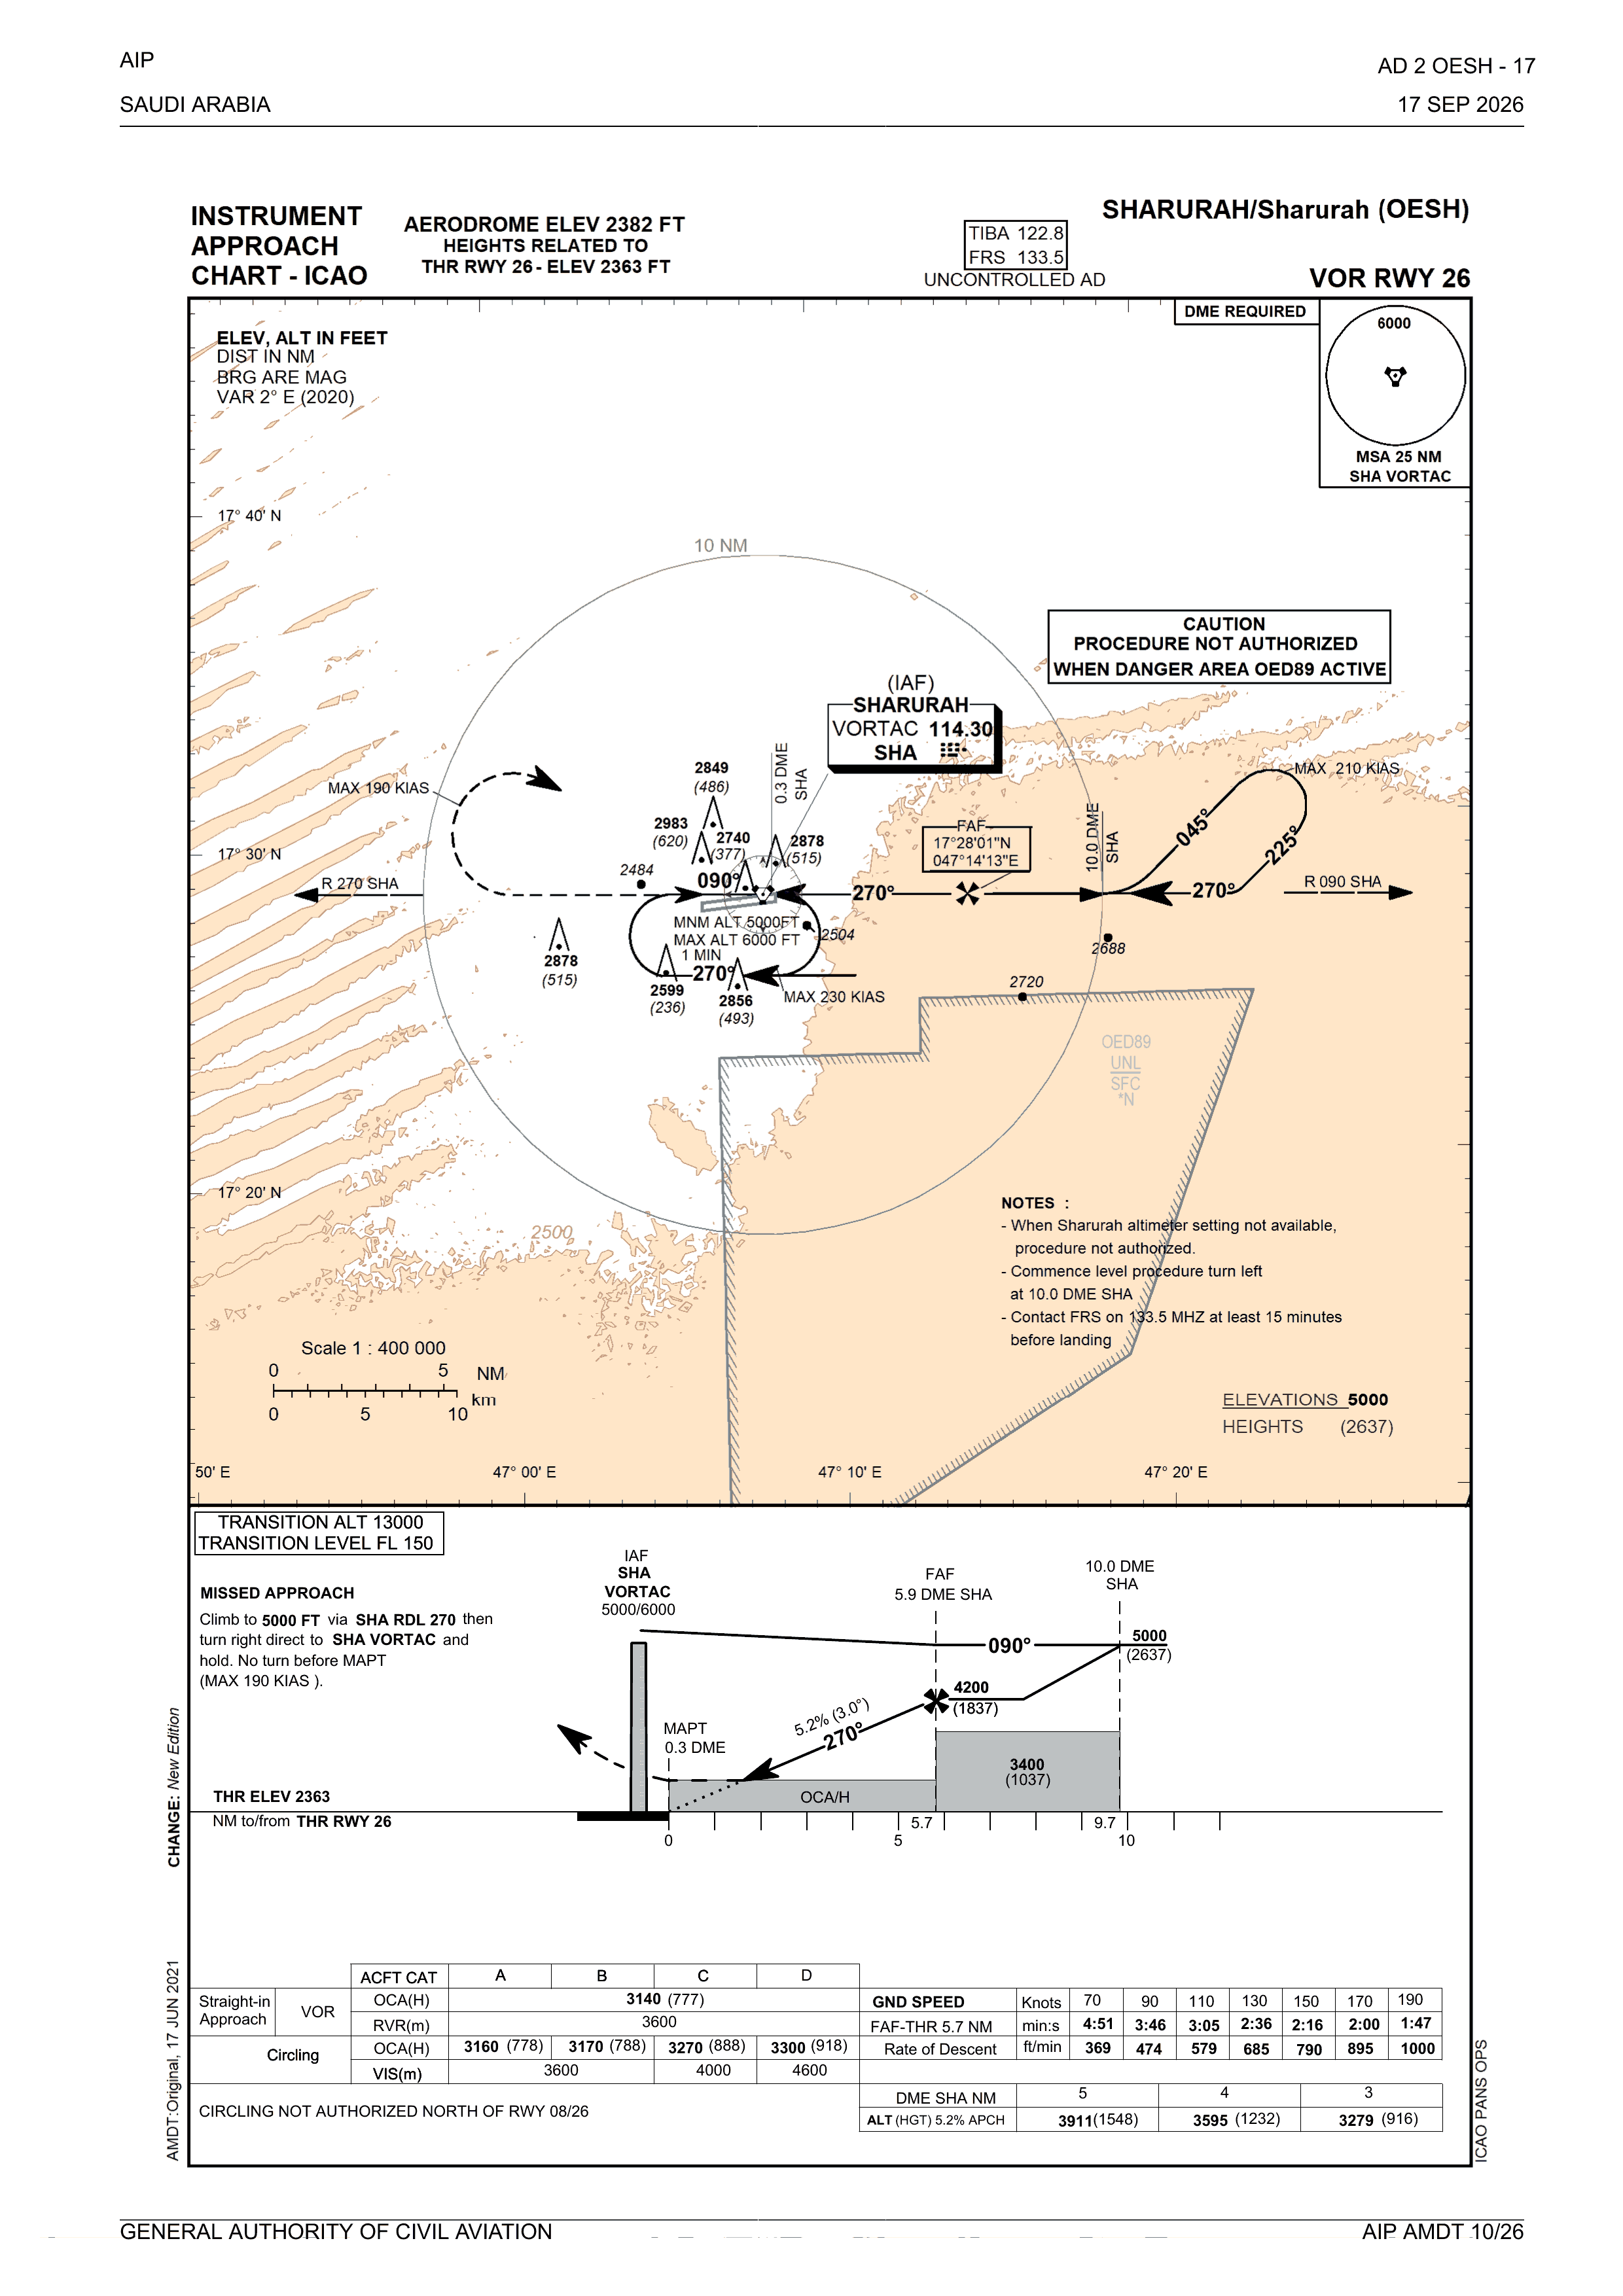 AIP
AD 2 OESH - 17
SAUDI ARABIA
17 SEP 2026
INSTRUMENT
APPROACH
CHART - ICAO
AERODROME ELEV 2382 FT
HEIGHTS RELATED TO
THR RWY 26 - ELEV 2363 FT
TIBA 122.8
FRS 133.5
UNCONTROLLED AD
SHARURAH/Sharurah (OESH)
VOR RWY 26
ELEV, ALT IN FEET
DIST IN NM
BRG ARE MAG
VAR 2° E (2020)
DME REQUIRED
6000
MSA 25 NM
SHA VORTAC
17° 40' N
10 NM
CAUTION
PROCEDURE NOT AUTHORIZED
WHEN DANGER AREA OED89 ACTIVE
(IAF)
SHARURAH
VORTAC 114.30
SHA
0.3 DME
SHA
MAX 190 KIAS
2849
(486)
2983
(620)
2740
(377)
2878
(515)
MAX 210 KIAS
045°
225°
10.0 DME
SHA
FAF
17°28'01"N
047°14'13"E
17° 30' N
2484
R 270 SHA
090°
270°
270°
R 090 SHA
MNM ALT 5000FT
MAX ALT 6000 FT
1 MIN
270°
2504
2688
2878
(515)
2599
(236)
2856
(493)
MAX 230 KIAS
2720
OED89
UNL
SFC
*N
17° 20' N
2500
NOTES :
- When Sharurah altimeter setting not available,
procedure not authorized.
- Commence level procedure turn left
at 10.0 DME SHA
- Contact FRS on 133.5 MHZ at least 15 minutes
before landing
Scale 1 : 400 000
0 5 NM
0 5 10 km
ELEVATIONS 5000
HEIGHTS (2637)
50' E
47° 00' E
47° 10' E
47° 20' E
TRANSITION ALT 13000
TRANSITION LEVEL FL 150
MISSED APPROACH
Climb to 5000 FT via SHA RDL 270 then
turn right direct to SHA VORTAC and
hold. No turn before MAPT
(MAX 190 KIAS ).
IAF
SHA
VORTAC
5000/6000
FAF
5.9 DME SHA
10.0 DME
SHA
090°
5000
(2637)
4200
(1837)
5.2% (3.0°)
270°
MAPT
0.3 DME
3400
(1037)
OCA/H
THR ELEV 2363
NM to/from THR RWY 26
5.7
9.7
0
5
10
CHANGE: New Edition
AMDT:Original, 17 JUN 2021
ICAO PANS OPS
ACFT CAT A B C D
Straight-in
Approach
VOR
OCA(H) 3140 (777)
RVR(m) 3600
Circling
OCA(H) 3160 (778) 3170 (788) 3270 (888) 3300 (918)
VIS(m) 3600 4000 4600
CIRCLING NOT AUTHORIZED NORTH OF RWY 08/26
GND SPEED Knots 70 90 110 130 150 170 190
FAF-THR 5.7 NM min:s 4:51 3:46 3:05 2:36 2:16 2:00 1:47
Rate of Descent ft/min 369 474 579 685 790 895 1000
DME SHA NM 5 4 3
ALT (HGT) 5.2% APCH 3911(1548) 3595 (1232) 3279 (916)
GENERAL AUTHORITY OF CIVIL AVIATION
AIP AMDT 10/26